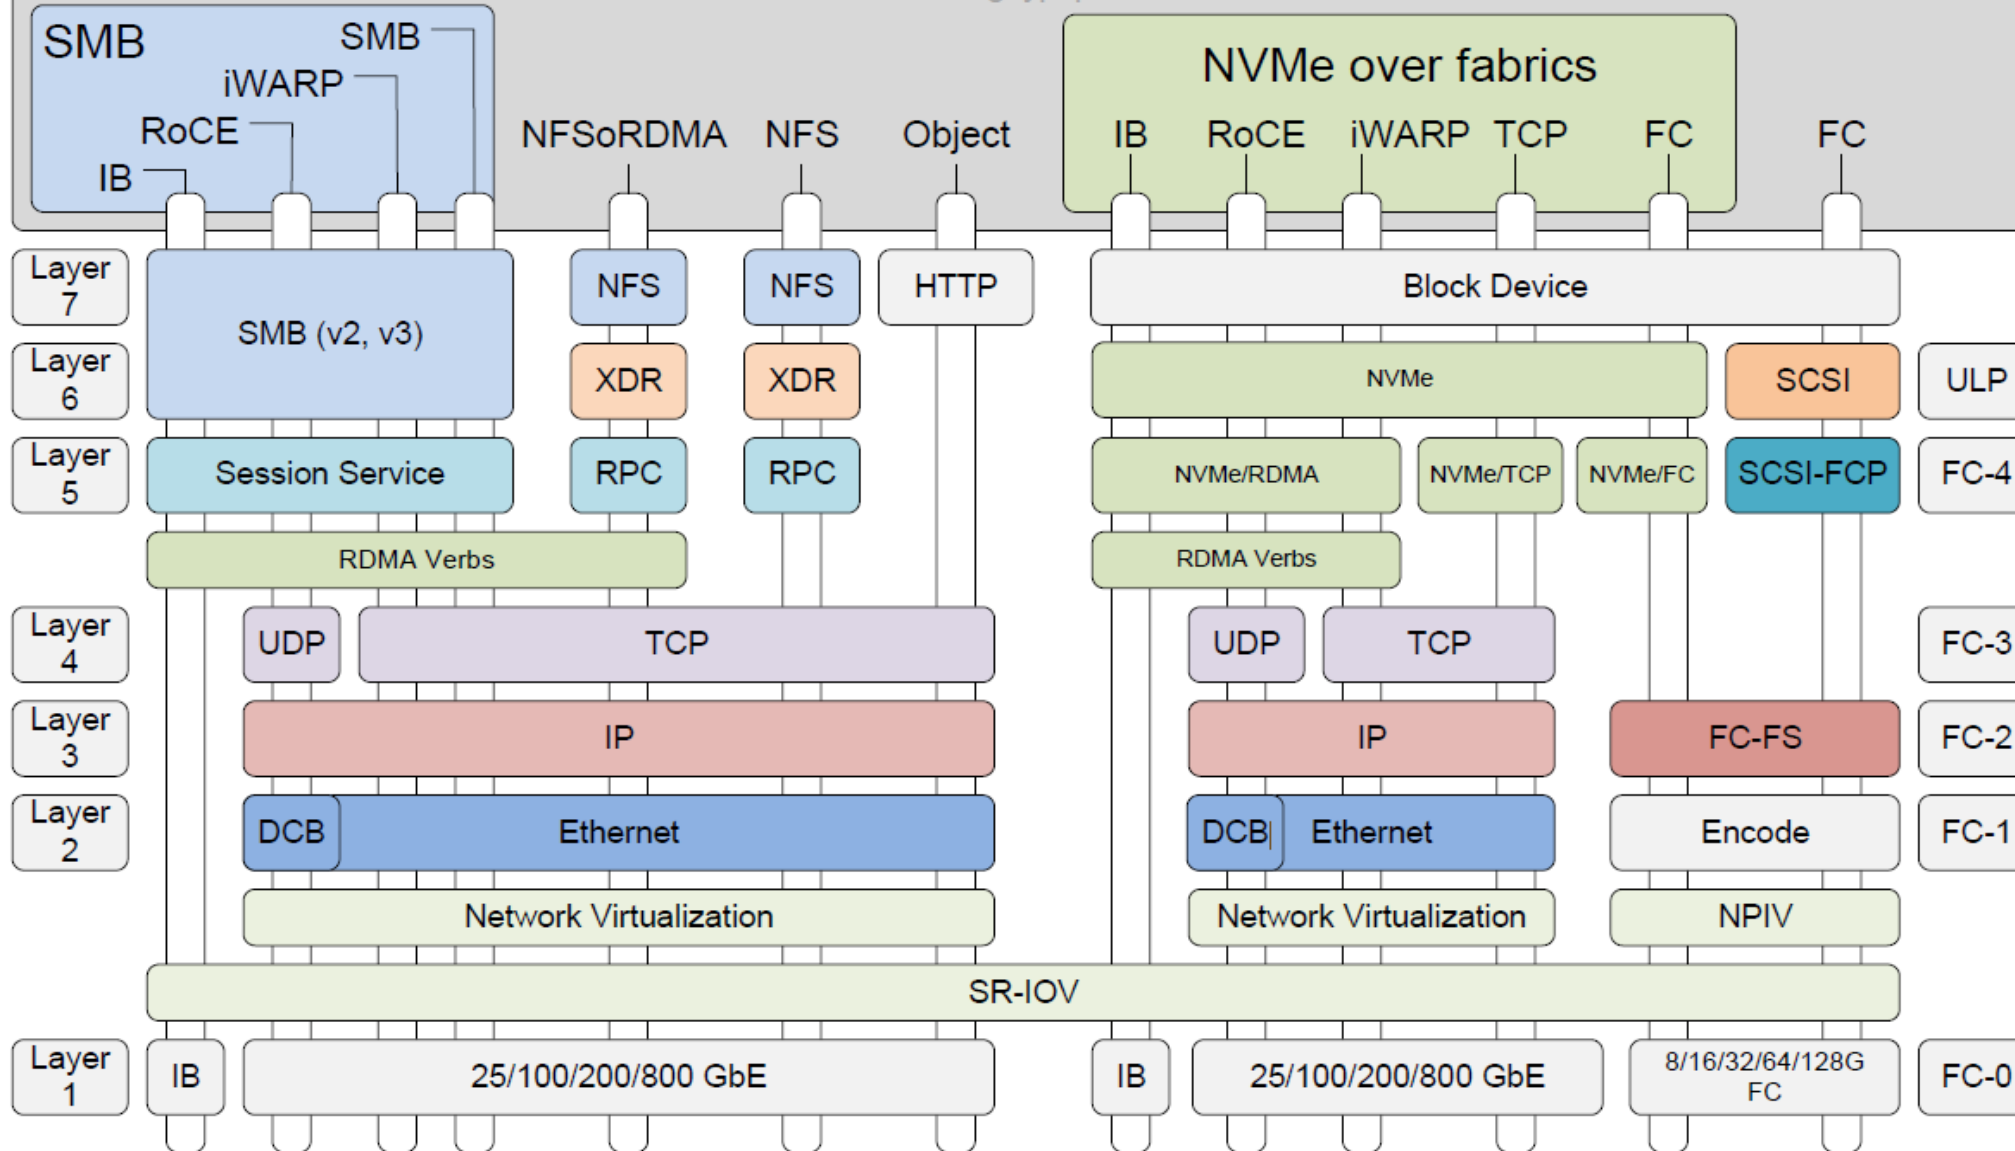 SMB
SMB
iWARP
RoCE
IB
NFSoRDMA
NFS
Object
NVMe over fabrics
IB
RoCE
iWARP
TCP
FC
FC
Layer
7
SMB (v2, v3)
NFS
NFS
HTTP
Block Device
Layer
6
XDR
XDR
NVMe
SCSI
ULP
Layer
5
Session Service
RPC
RPC
NVMe/RDMA
NVMe/TCP
NVMe/FC
SCSI-FCP
FC-4
RDMA Verbs
RDMA Verbs
Layer
4
UDP
TCP
UDP
TCP
FC-3
Layer
3
IP
IP
FC-FS
FC-2
Layer
2
DCB
Ethernet
DCB
Ethernet
Encode
FC-1
Network Virtualization
Network Virtualization
NPIV
SR-IOV
Layer
1
IB
25/100/200/800 GbE
IB
25/100/200/800 GbE
8/16/32/64/128G
FC
FC-0